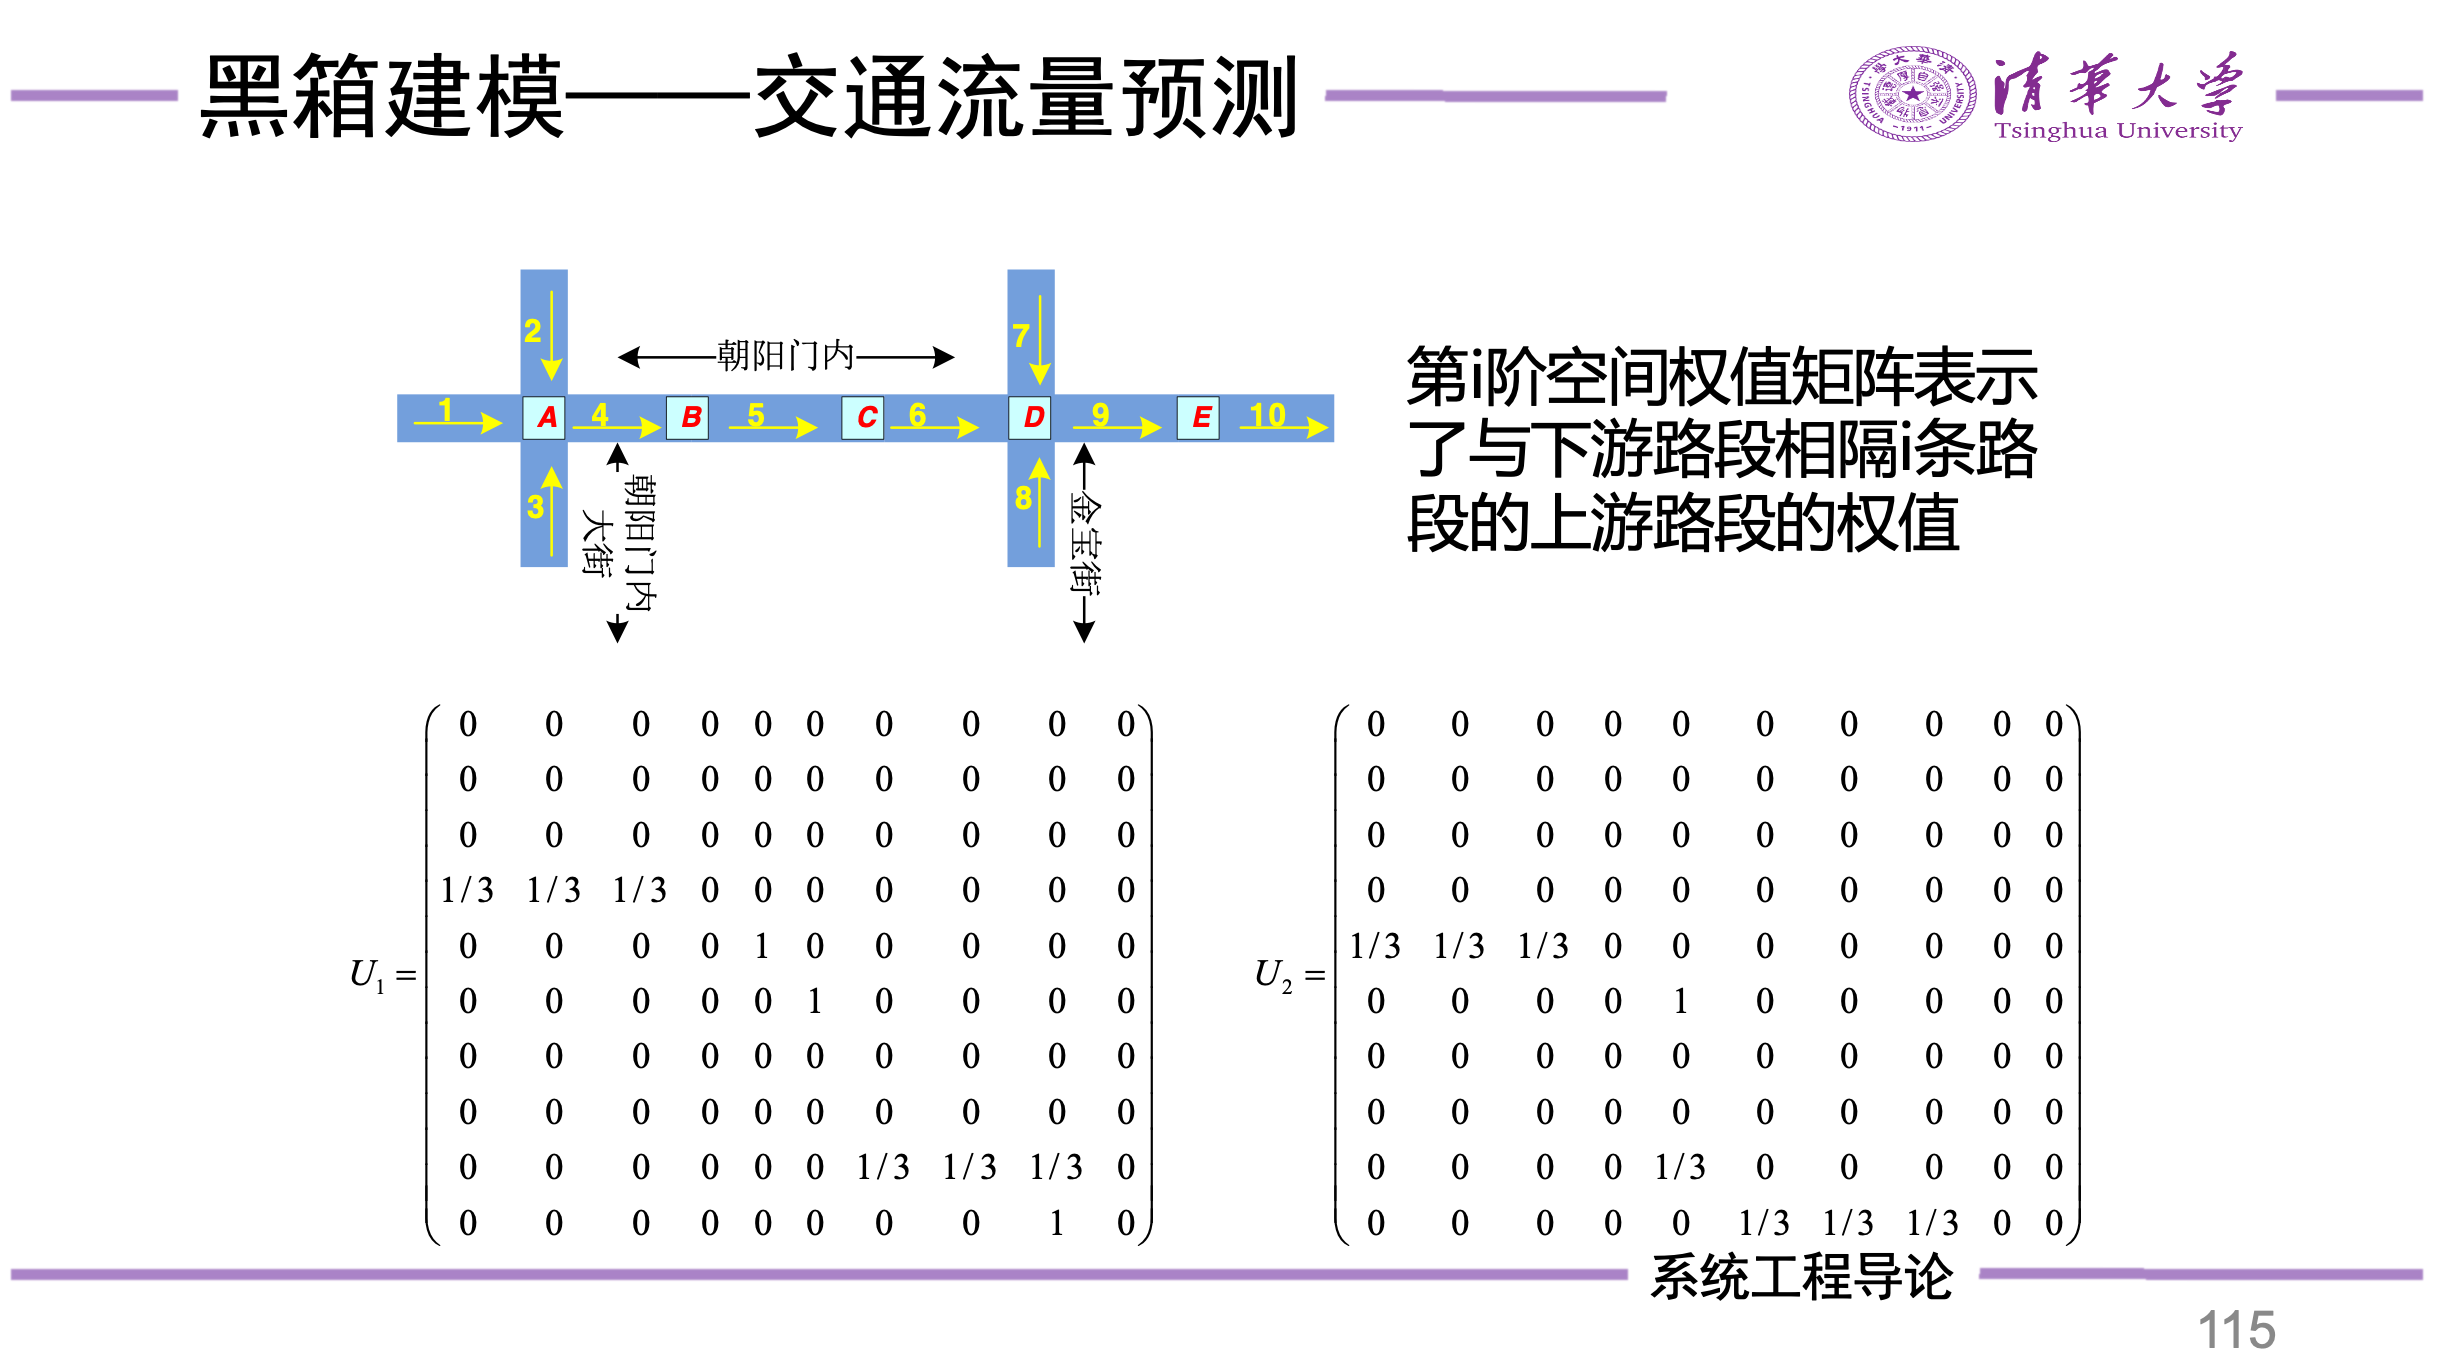 黑箱建模——交通流量预测
清华大学
Tsinghua University
2
7
朝阳门内
1 A 4 B 5 C 6 D 9 E 10
3
8
朝阳门内
大街
金宝街
第i阶空间权值矩阵表示
了与下游路段相隔i条路
段的上游路段的权值
U1 =
0 0 0 0 0 0 0 0 0 0
0 0 0 0 0 0 0 0 0 0
0 0 0 0 0 0 0 0 0 0
1/3 1/3 1/3 0 0 0 0 0 0 0
0 0 0 0 1 0 0 0 0 0
0 0 0 0 0 1 0 0 0 0
0 0 0 0 0 0 0 0 0 0
0 0 0 0 0 0 0 0 0 0
0 0 0 0 0 0 1/3 1/3 1/3 0
0 0 0 0 0 0 0 0 1 0
U2 =
0 0 0 0 0 0 0 0 0 0
0 0 0 0 0 0 0 0 0 0
0 0 0 0 0 0 0 0 0 0
0 0 0 0 0 0 0 0 0 0
1/3 1/3 1/3 0 0 0 0 0 0 0
0 0 0 0 1 0 0 0 0 0
0 0 0 0 0 0 0 0 0 0
0 0 0 0 0 0 0 0 0 0
0 0 0 0 1/3 0 0 0 0 0
0 0 0 0 0 1/3 1/3 1/3 0 0
系统工程导论
115